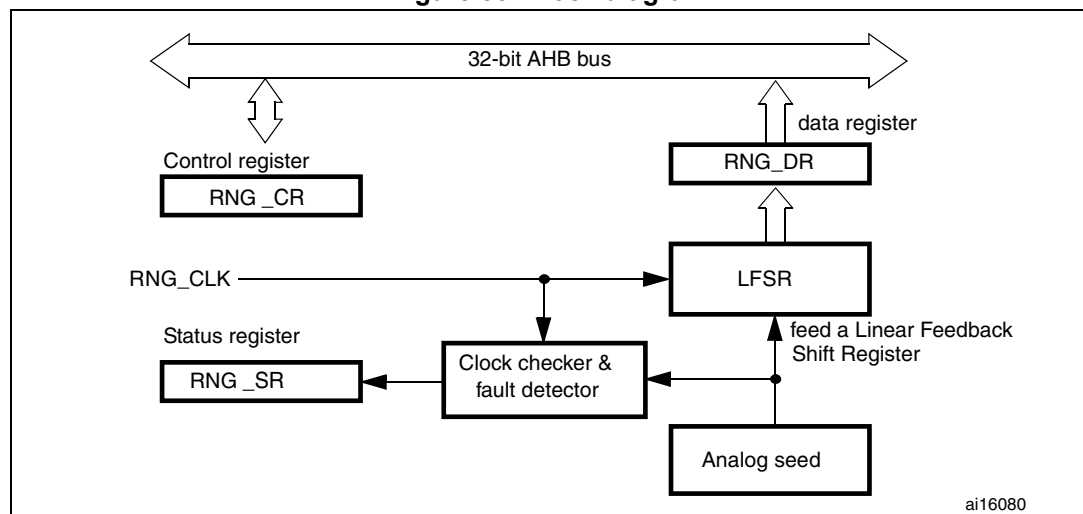 32-bit AHB bus
data register
Control register
RNG_DR
RNG _CR
RNG_CLK
LFSR
Status register
feed a Linear Feedback
Shift Register
Clock checker &
fault detector
RNG _SR
Analog seed
ai16080